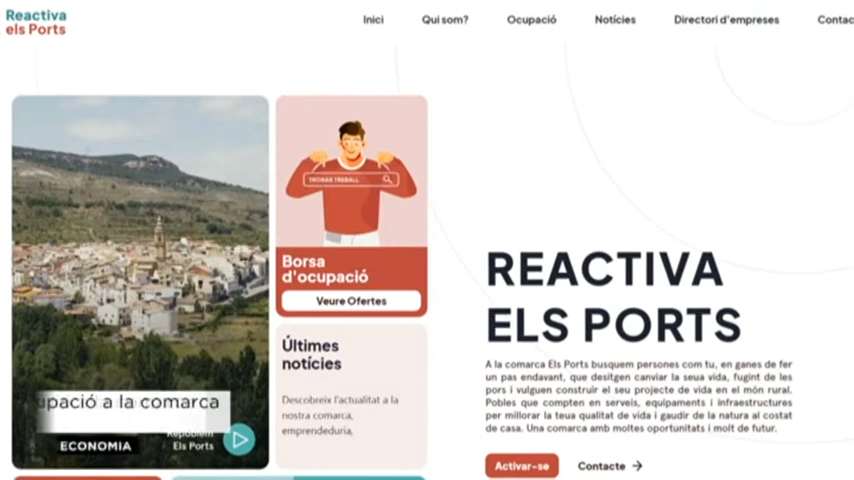 Reactiva
els Ports
Inici
Qui som?
Ocupació
Notícies
Directori d'empreses
Contac
TROBAR TREBALL
Borsa
d'ocupació
Veure Ofertes
Últimes
notícies
Descobreix l'actualitat a la
nostra comarca,
emprendeduria,
upació a la comarca
ECONOMIA
Repoblem
Els Ports
REACTIVA
ELS PORTS
A la comarca Els Ports busquem persones com tu, en ganes de fer
un pas endavant, que desitgen canviar la seua vida, fugint de les
pors i vulguen construir el seu projecte de vida en el món rural.
Pobles que compten en serveis, equipaments i infraestructures
per millorar la teua qualitat de vida i gaudir de la natura al costat
de casa. Una comarca amb moltes oportunitats i molt de futur.
Activar-se
Contacte